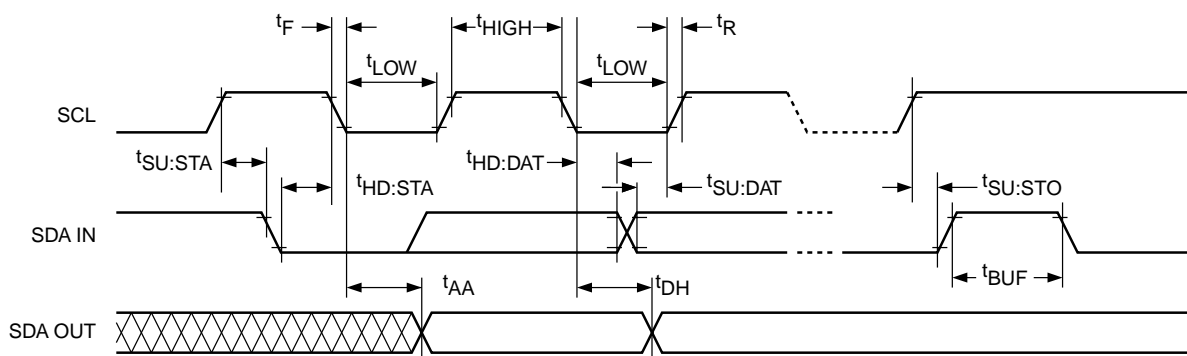 tF
tHIGH
tR
tLOW
tLOW
SCL
tSU:STA
tHD:STA
tHD:DAT
tSU:DAT
tSU:STO
SDA IN
tAA
tDH
tBUF
SDA OUT